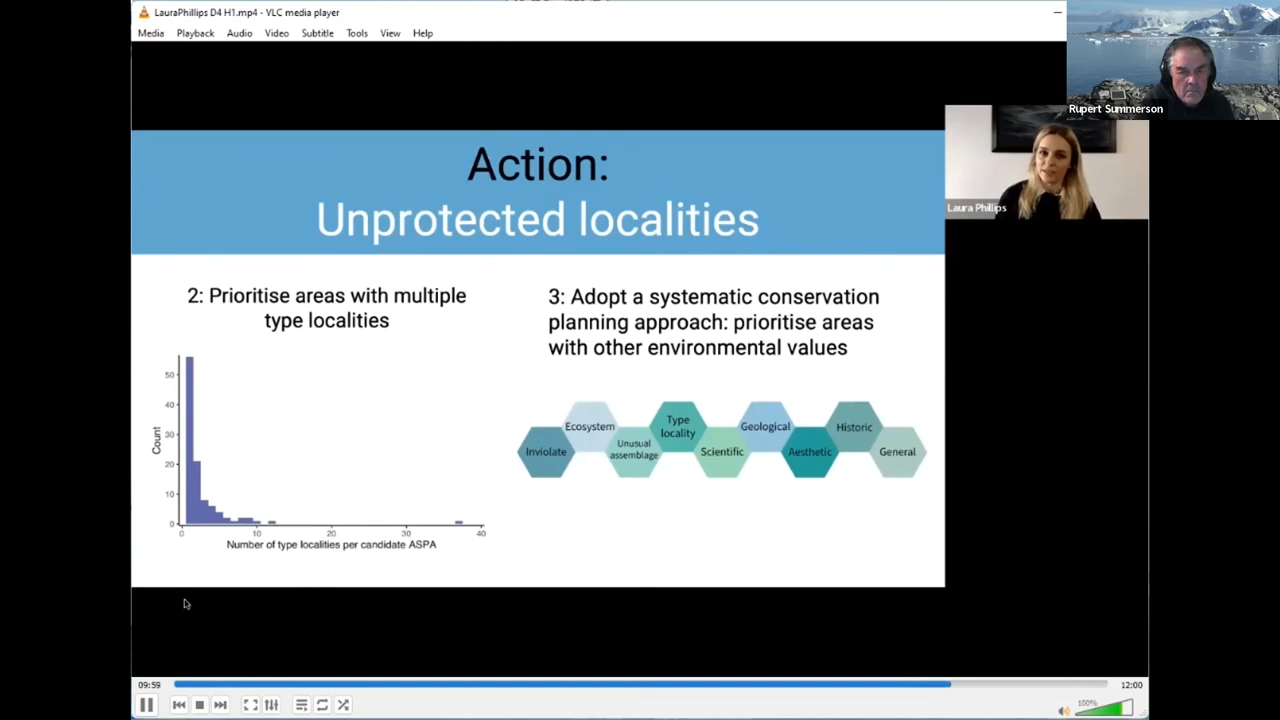 LauraPhillips D4 H1.mp4 - VLC media player
Media Playback Audio Video Subtitle Tools View Help
Rupert Summerson
Laura Phillips
Action:
Unprotected localities
2: Prioritise areas with multiple
type localities
3: Adopt a systematic conservation
planning approach: prioritise areas
with other environmental values
50
40
30
20
10
0
Count
0 10 20 30 40
Number of type localities per candidate ASPA
Inviolate
Ecosystem
Unusual
assemblage
Type
locality
Scientific
Geological
Aesthetic
Historic
General
09:59
12:00
100%